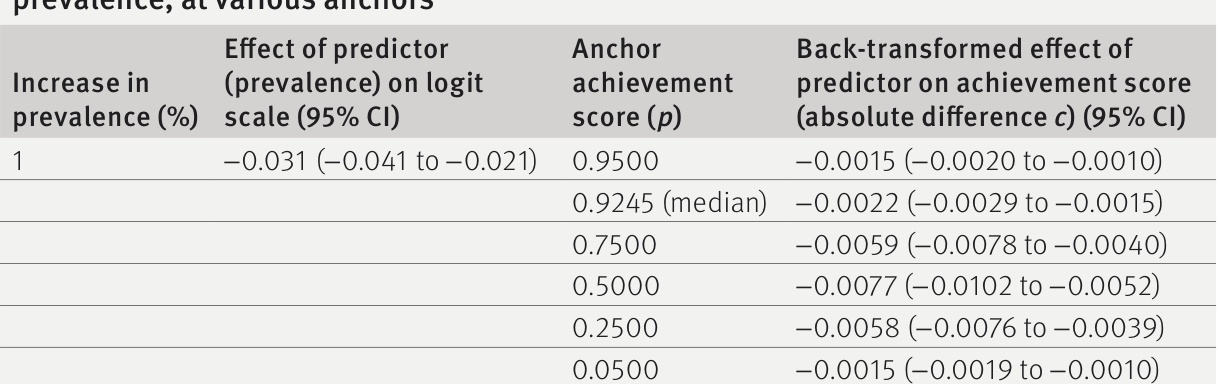 prevalence, at various anchors
Increase in prevalence (%) Effect of predictor (prevalence) on logit scale (95% CI) Anchor achievement score (p) Back-transformed effect of predictor on achievement score (absolute difference c) (95% CI)
1 –0.031 (–0.041 to –0.021) 0.9500 –0.0015 (–0.0020 to –0.0010)
0.9245 (median) –0.0022 (–0.0029 to –0.0015)
0.7500 –0.0059 (–0.0078 to –0.0040)
0.5000 –0.0077 (–0.0102 to –0.0052)
0.2500 –0.0058 (–0.0076 to –0.0039)
0.0500 –0.0015 (–0.0019 to –0.0010)